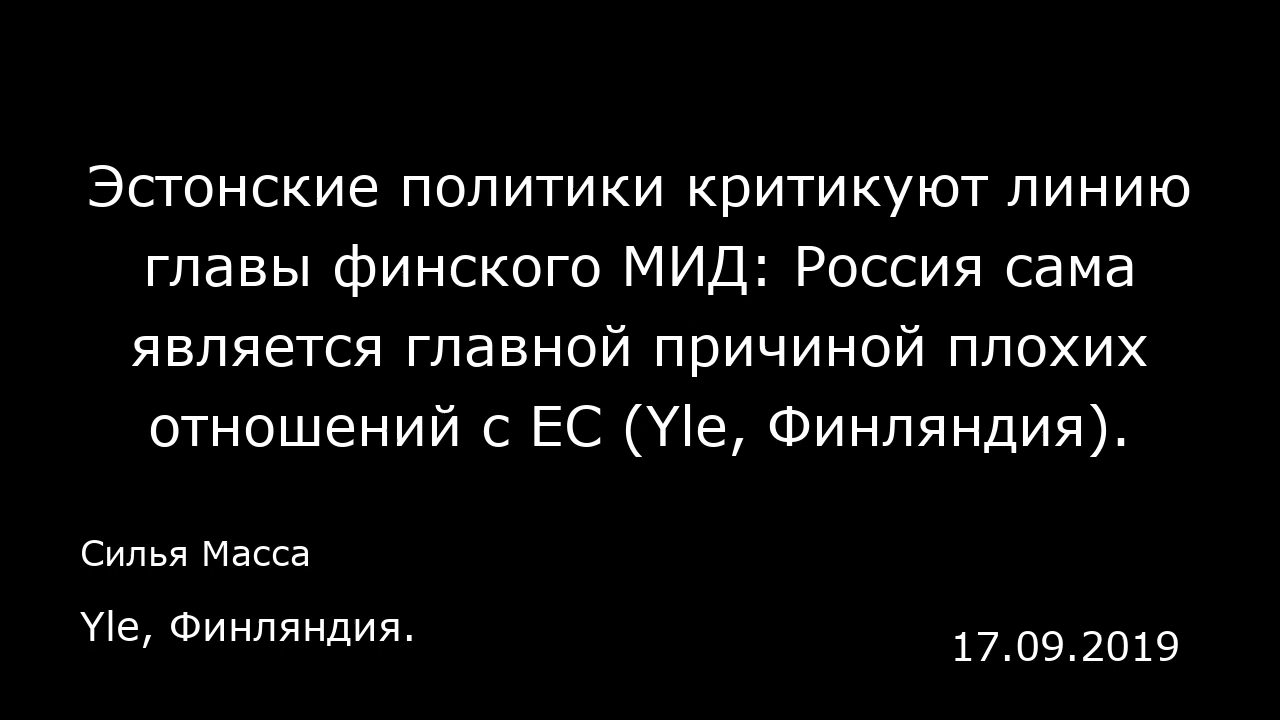 Эстонские политики критикуют линию
главы финского МИД: Россия сама
является главной причиной плохих
отношений с ЕС (Yle, Финляндия).
Силья Масса
Yle, Финляндия.
17.09.2019